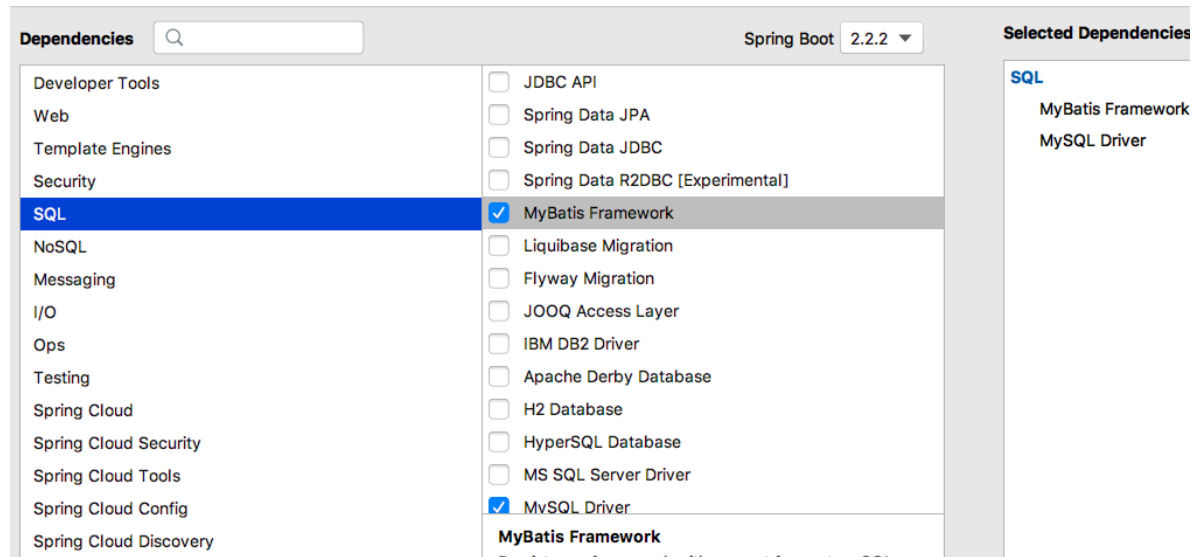 Dependencies
Spring Boot 2.2.2
Selected Dependencies
Developer Tools
Web
Template Engines
Security
SQL
NoSQL
Messaging
I/O
Ops
Testing
Spring Cloud
Spring Cloud Security
Spring Cloud Tools
Spring Cloud Config
Spring Cloud Discovery
JDBC API
Spring Data JPA
Spring Data JDBC
Spring Data R2DBC [Experimental]
MyBatis Framework
Liquibase Migration
Flyway Migration
JOOQ Access Layer
IBM DB2 Driver
Apache Derby Database
H2 Database
HyperSQL Database
MS SQL Server Driver
MySQL Driver
MyBatis Framework
SQL
MyBatis Framework
MySQL Driver